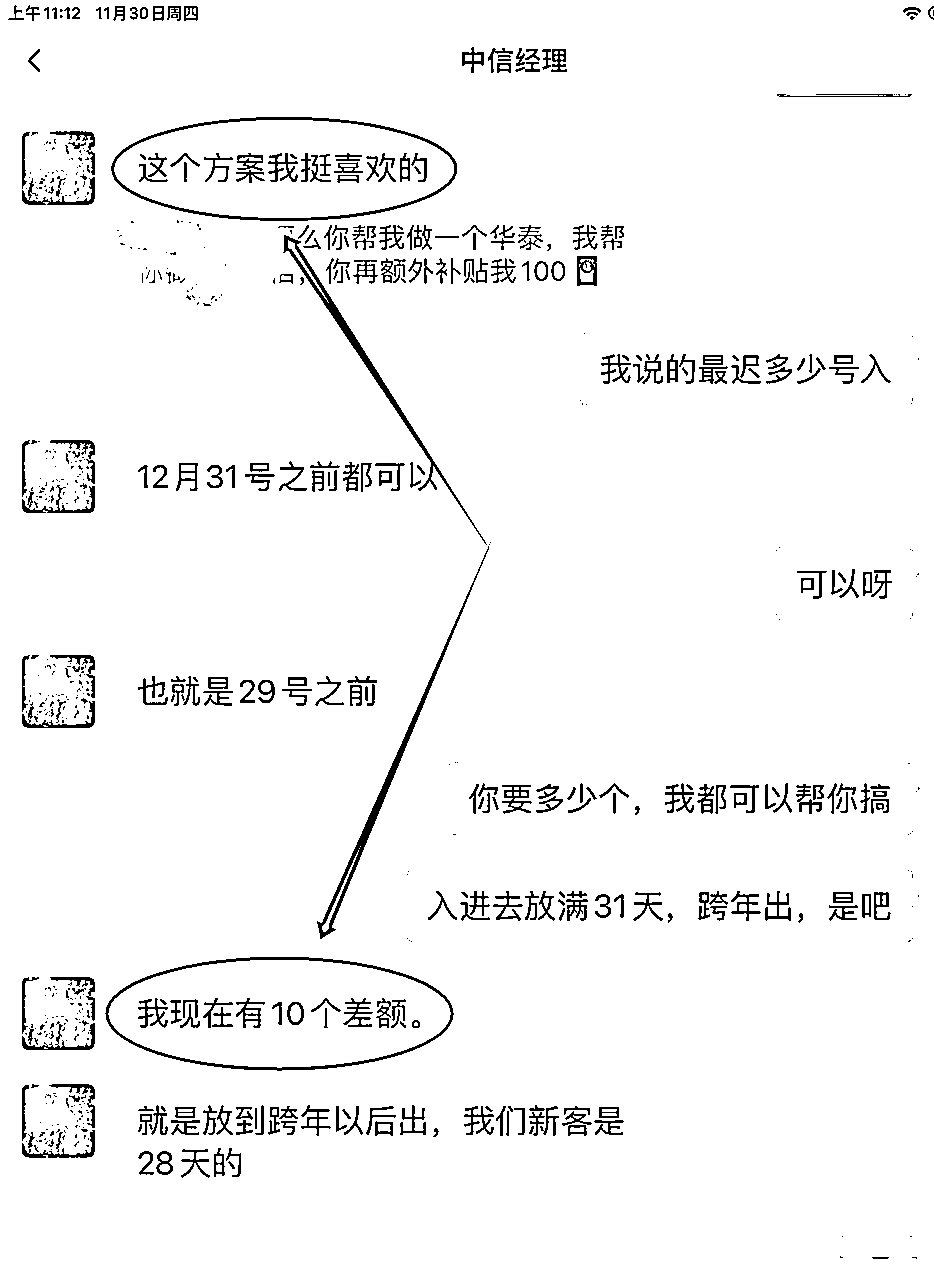 上午11:12 11月30日周四
中信经理
这个方案我挺喜欢的
么你帮我做一个华泰，我帮
，你再额外补贴我100
我说的最迟多少号入
12月31号之前都可以
可以呀
也就是29号之前
你要多少个，我都可以帮你搞
入进去放满31天，跨年出，是吧
我现在有10个差额。
就是放到跨年以后出，我们新客是
28天的